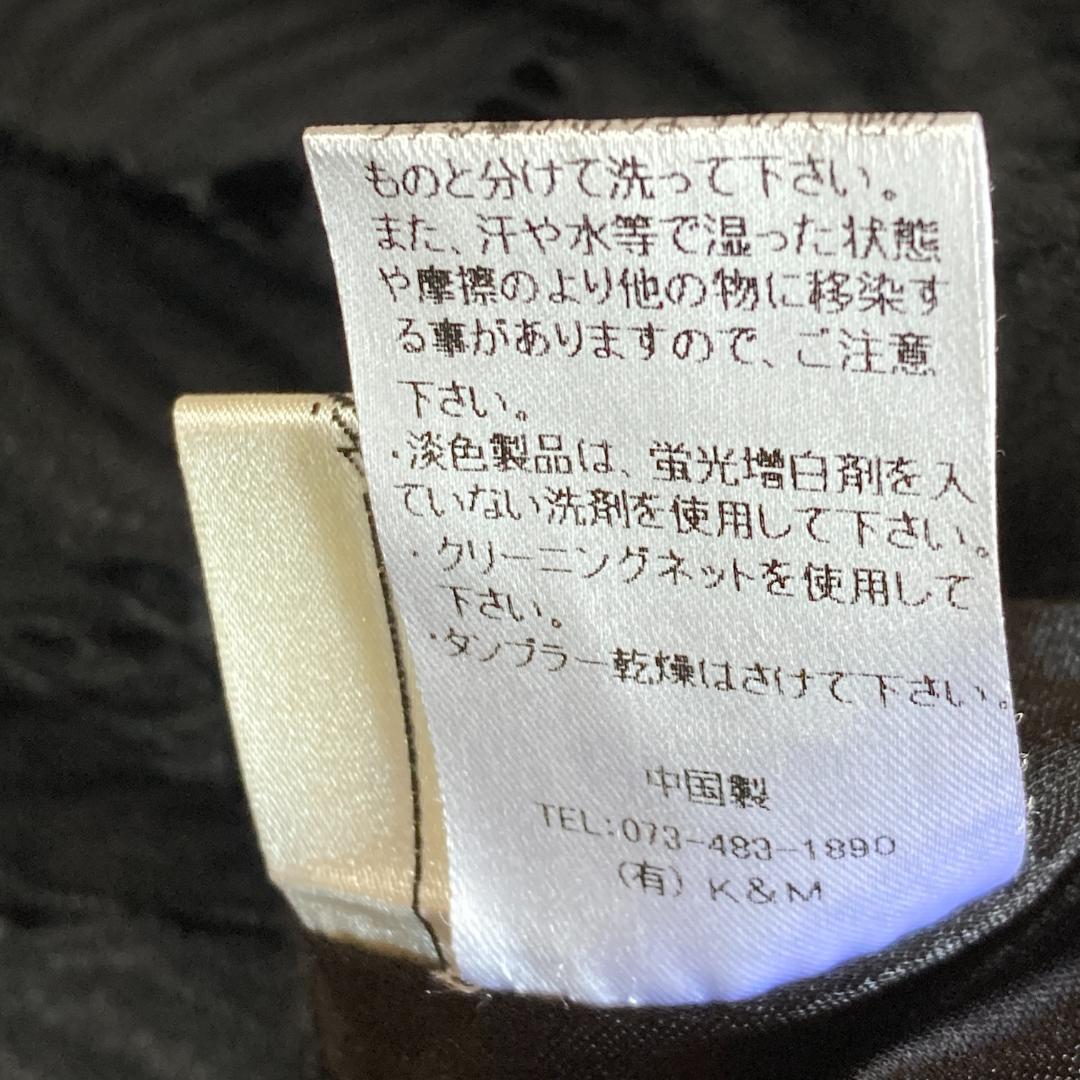 ものと分けて洗って下さい。
また、汗や水等で湿った状態
や摩擦のより他の物に移染す
る事がありますので、ご注意
下さい。
・淡色製品は、蛍光増白剤を入
ていない洗剤を使用して下さい。
・クリーニングネットを使用して
下さい。
・タンブラー乾燥はさけて下さい。
中国製
TEL:073-483-1890
(有) K&M